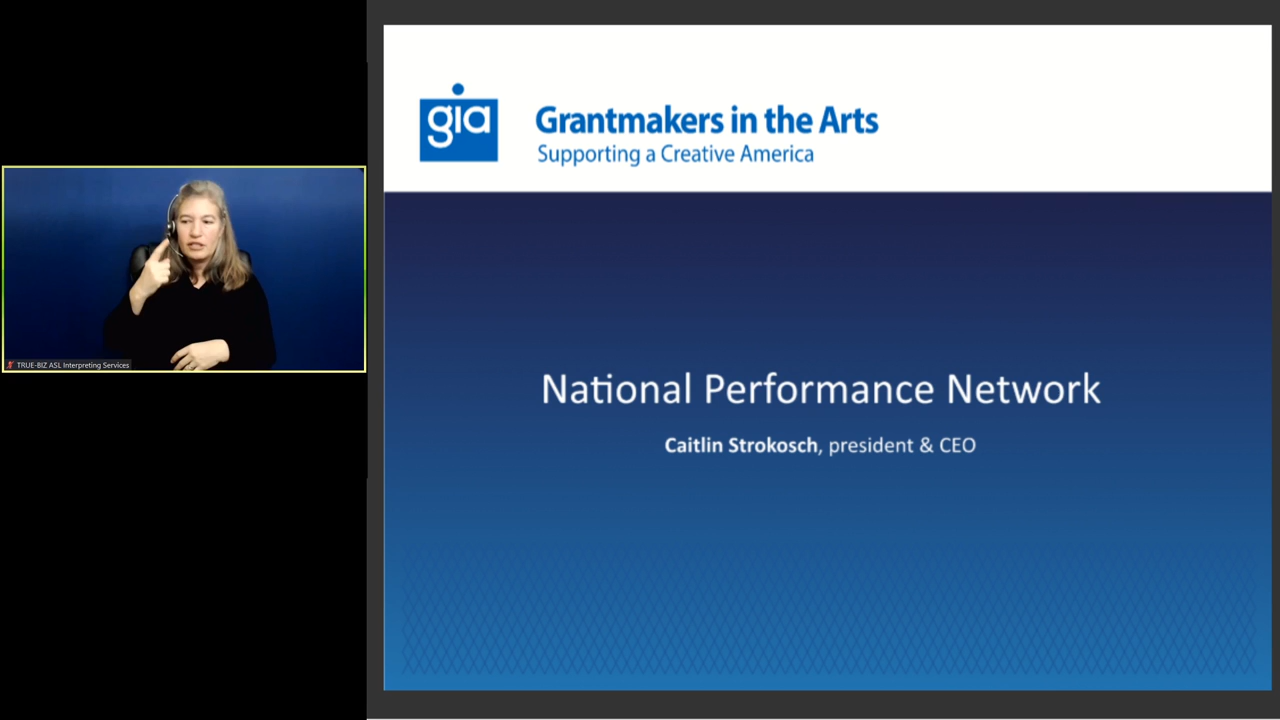 gia
Grantmakers in the Arts
Supporting a Creative America
National Performance Network
Caitlin Strokosch, president & CEO
TRUE-BIZ ASL Interpreting Services